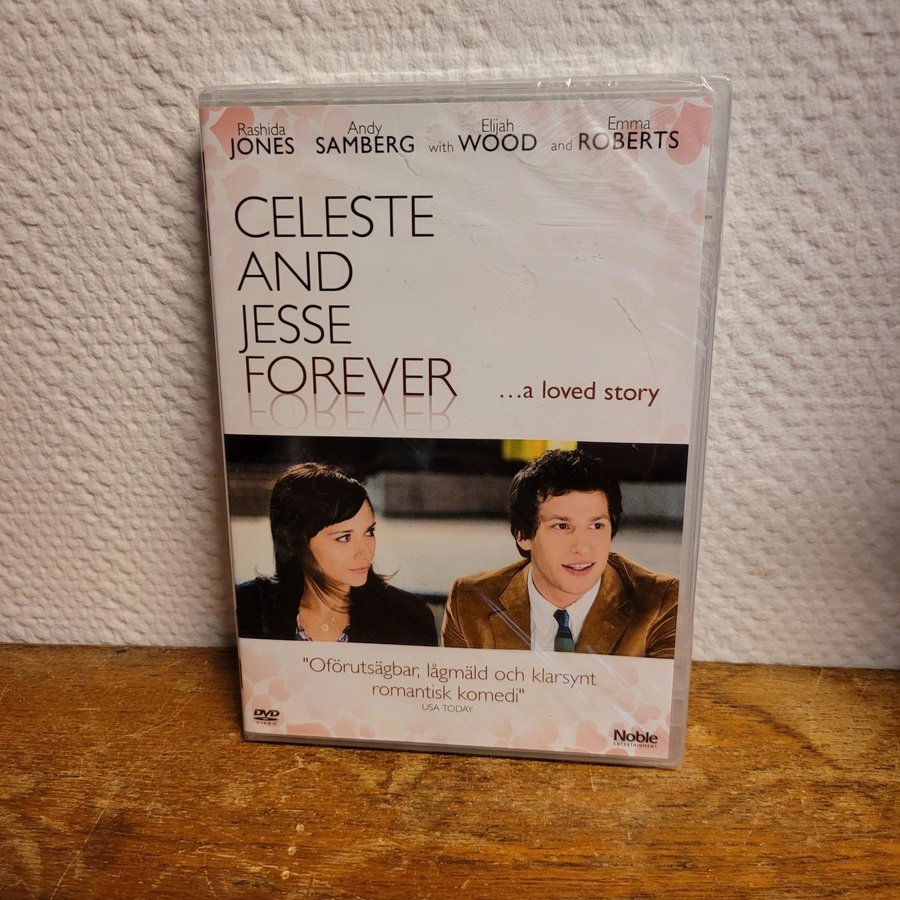 Rashida JONES Andy SAMBERG with Elijah WOOD and Emma ROBERTS
CELESTE
AND
JESSE
FOREVER
...a loved story
"Oförutsägbar, lågmäld och klarsynt
romantisk komedi"
USA TODAY
DVD
VIDEO
Noble
ENTERTAINMENT